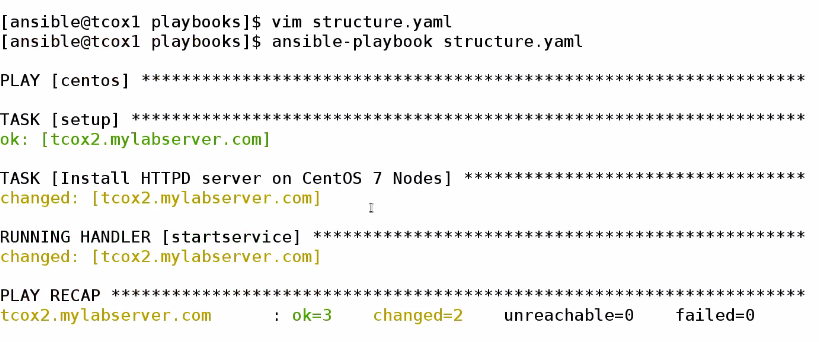 [ansible@tcox1 playbooks]$ vim structure.yaml
[ansible@tcox1 playbooks]$ ansible-playbook structure.yaml
PLAY [centos] ******************************************************************
TASK [setup] *******************************************************************
ok: [tcox2.mylabserver.com]
TASK [Install HTTPD server on CentOS 7 Nodes] **********************************
changed: [tcox2.mylabserver.com]
RUNNING HANDLER [startservice] *************************************************
changed: [tcox2.mylabserver.com]
PLAY RECAP *********************************************************************
tcox2.mylabserver.com      : ok=3    changed=2    unreachable=0    failed=0